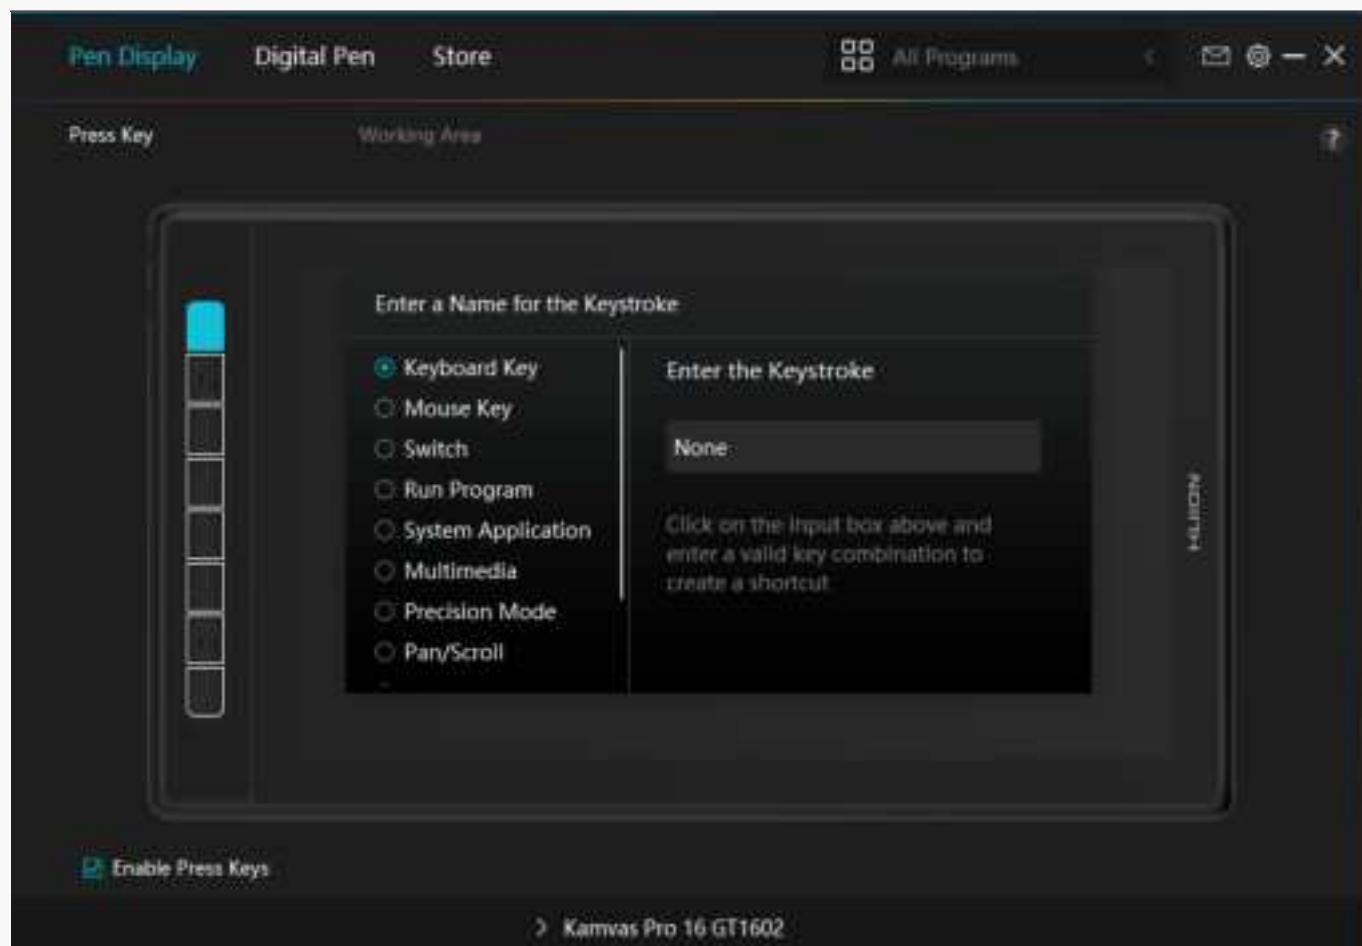 Pen Display Digital Pen Store All Programs
Press Key Working Area ?
Enter a Name for the Keystroke
Keyboard Key
Mouse Key
Switch
Run Program
System Application
Multimedia
Precision Mode
Pan/Scroll
Enter the Keystroke
None
Click on the input box above and
enter a valid key combination to
create a shortcut
HUION
Enable Press Keys
Kamvas Pro 16 GT1602